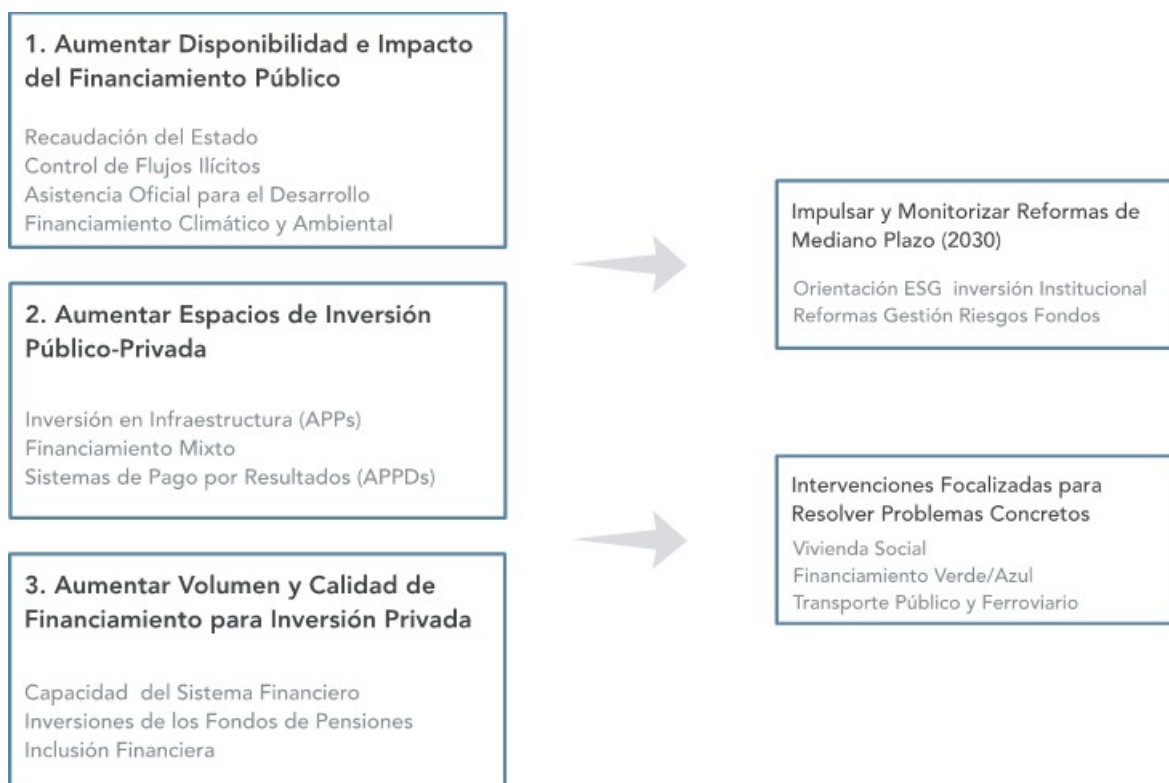 1. Aumentar Disponibilidad e Impacto
del Financiamiento Público
Recaudación del Estado
Control de Flujos Ilícitos
Asistencia Oficial para el Desarrollo
Financiamiento Climático y Ambiental
2. Aumentar Espacios de Inversión
Público-Privada
Inversión en Infraestructura (APPs)
Financiamiento Mixto
Sistemas de Pago por Resultados (APPDs)
3. Aumentar Volumen y Calidad de
Financiamiento para Inversión Privada
Capacidad del Sistema Financiero
Inversiones de los Fondos de Pensiones
Inclusión Financiera
Impulsar y Monitorizar Reformas de
Mediano Plazo (2030)
Orientación ESG inversión Institucional
Reformas Gestión Riesgos Fondos
Intervenciones Focalizadas para
Resolver Problemas Concretos
Vivienda Social
Financiamiento Verde/Azul
Transporte Público y Ferroviario